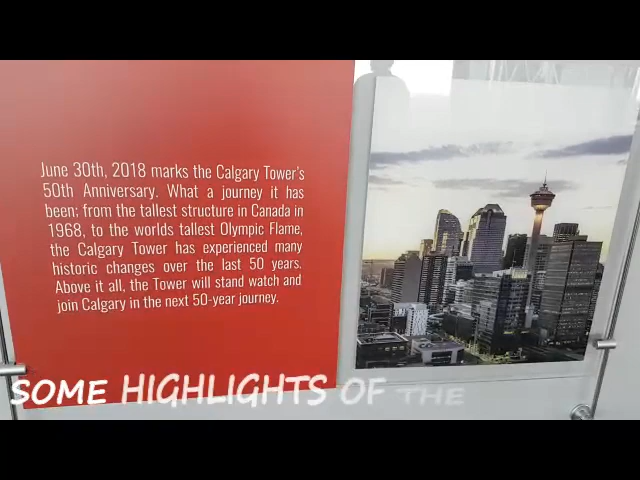 June 30th, 2018 marks the Calgary Tower's
50th Anniversary. What a journey it has
been; from the tallest structure in Canada in
1968, to the worlds tallest Olympic Flame,
the Calgary Tower has experienced many
historic changes over the last 50 years.
Above it all, the Tower will stand watch and
join Calgary in the next 50-year journey.
SOME HIGHLIGHTS OF THE